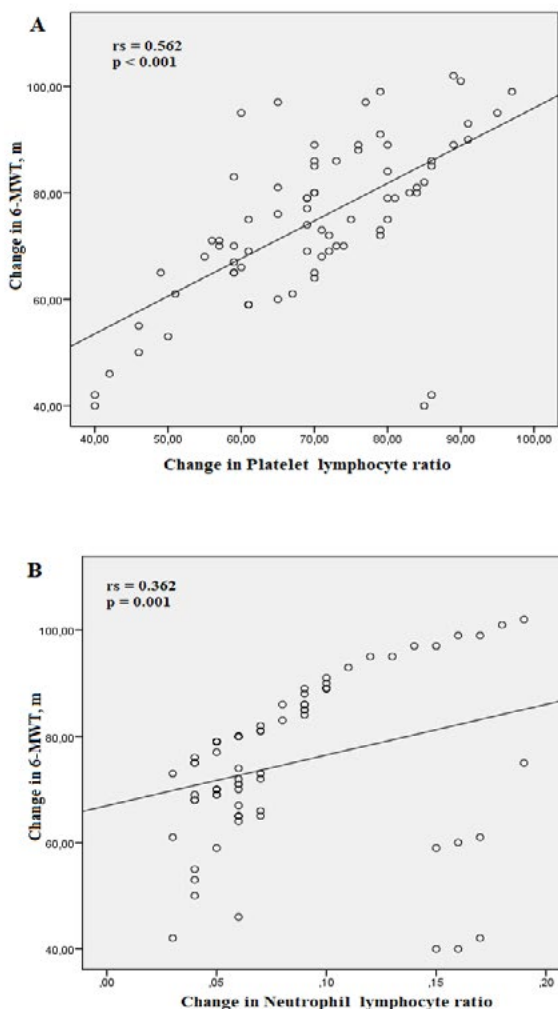 A
rs = 0.562
p < 0.001
Change in 6-MWT, m
100,00
80,00
60,00
40,00
40,00 50,00 60,00 70,00 80,00 90,00 100,00
Change in Platelet lymphocyte ratio
B
rs = 0.362
p = 0.001
Change in 6-MWT, m
100,00
80,00
60,00
40,00
,00 ,05 ,10 ,15 ,20
Change in Neutrophil lymphocyte ratio